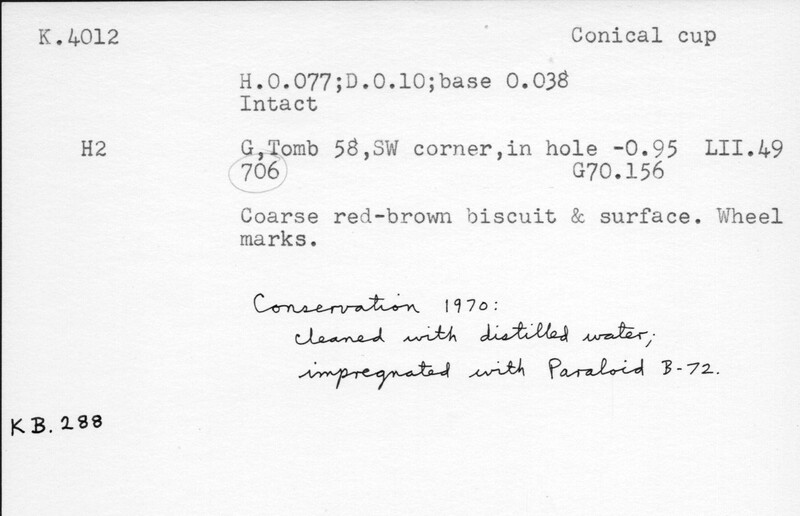 K.4012 Conical cup
H.0.077;D.0.10;base 0.038
Intact
H2 G,Tomb 58,SW corner,in hole -0.95 LII.49
706 G70.156
Coarse red-brown biscuit & surface. Wheel
marks.
Conservation 1970:
cleaned with distilled water;
impregnated with Paraloid B-72.
KB.288